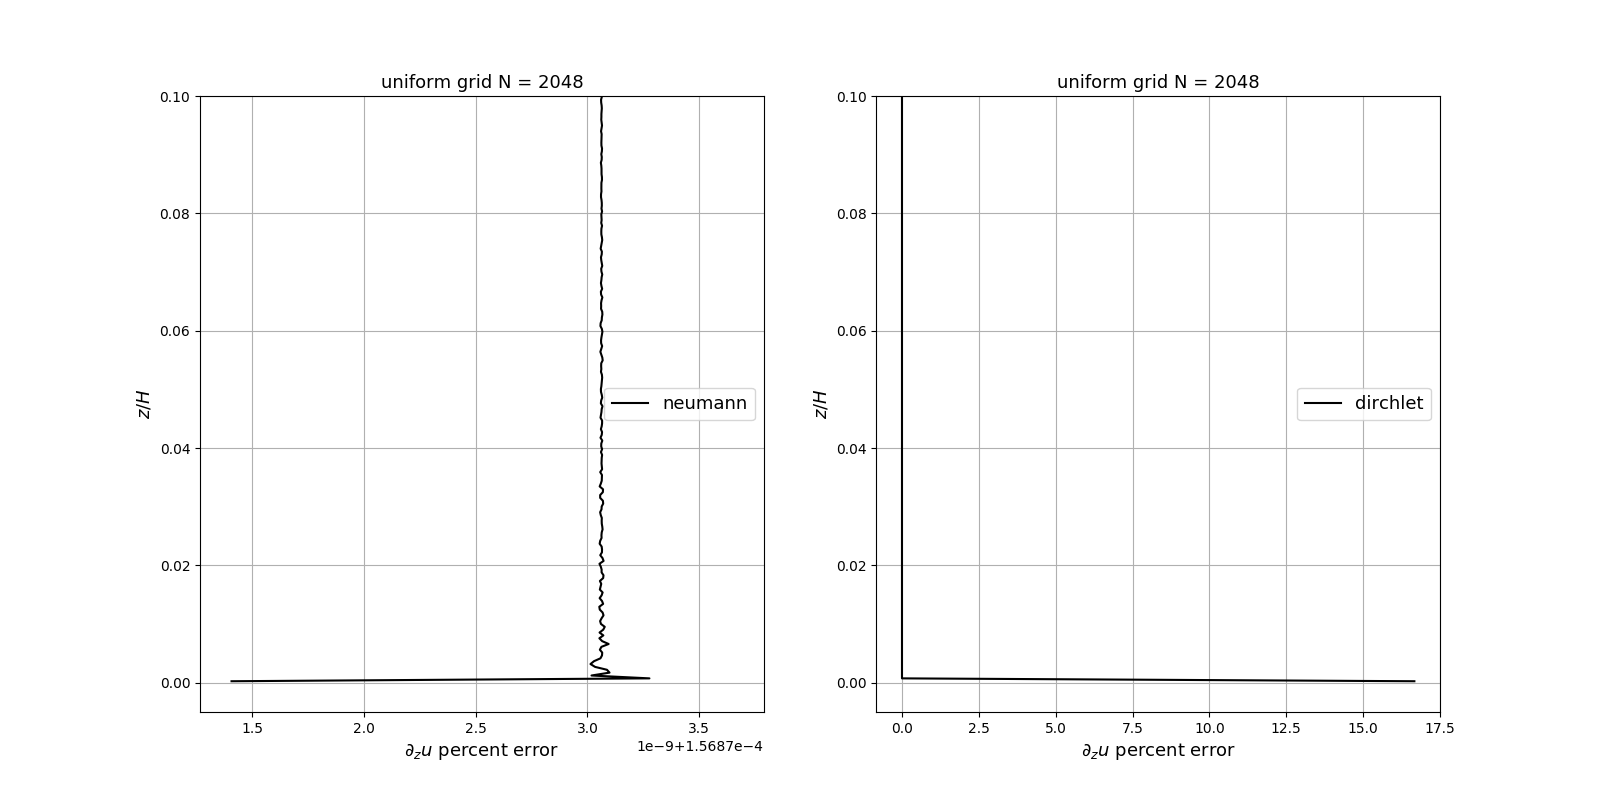 uniform grid N = 2048
0.10
0.08
0.06
0.04
0.02
0.00
z/H
neumann
1.5
2.0
2.5
3.0
3.5
1e−9+1.5687e−4
∂zu percent error
uniform grid N = 2048
0.10
0.08
0.06
0.04
0.02
0.00
z/H
dirchlet
0.0
2.5
5.0
7.5
10.0
12.5
15.0
17.5
∂zu percent error